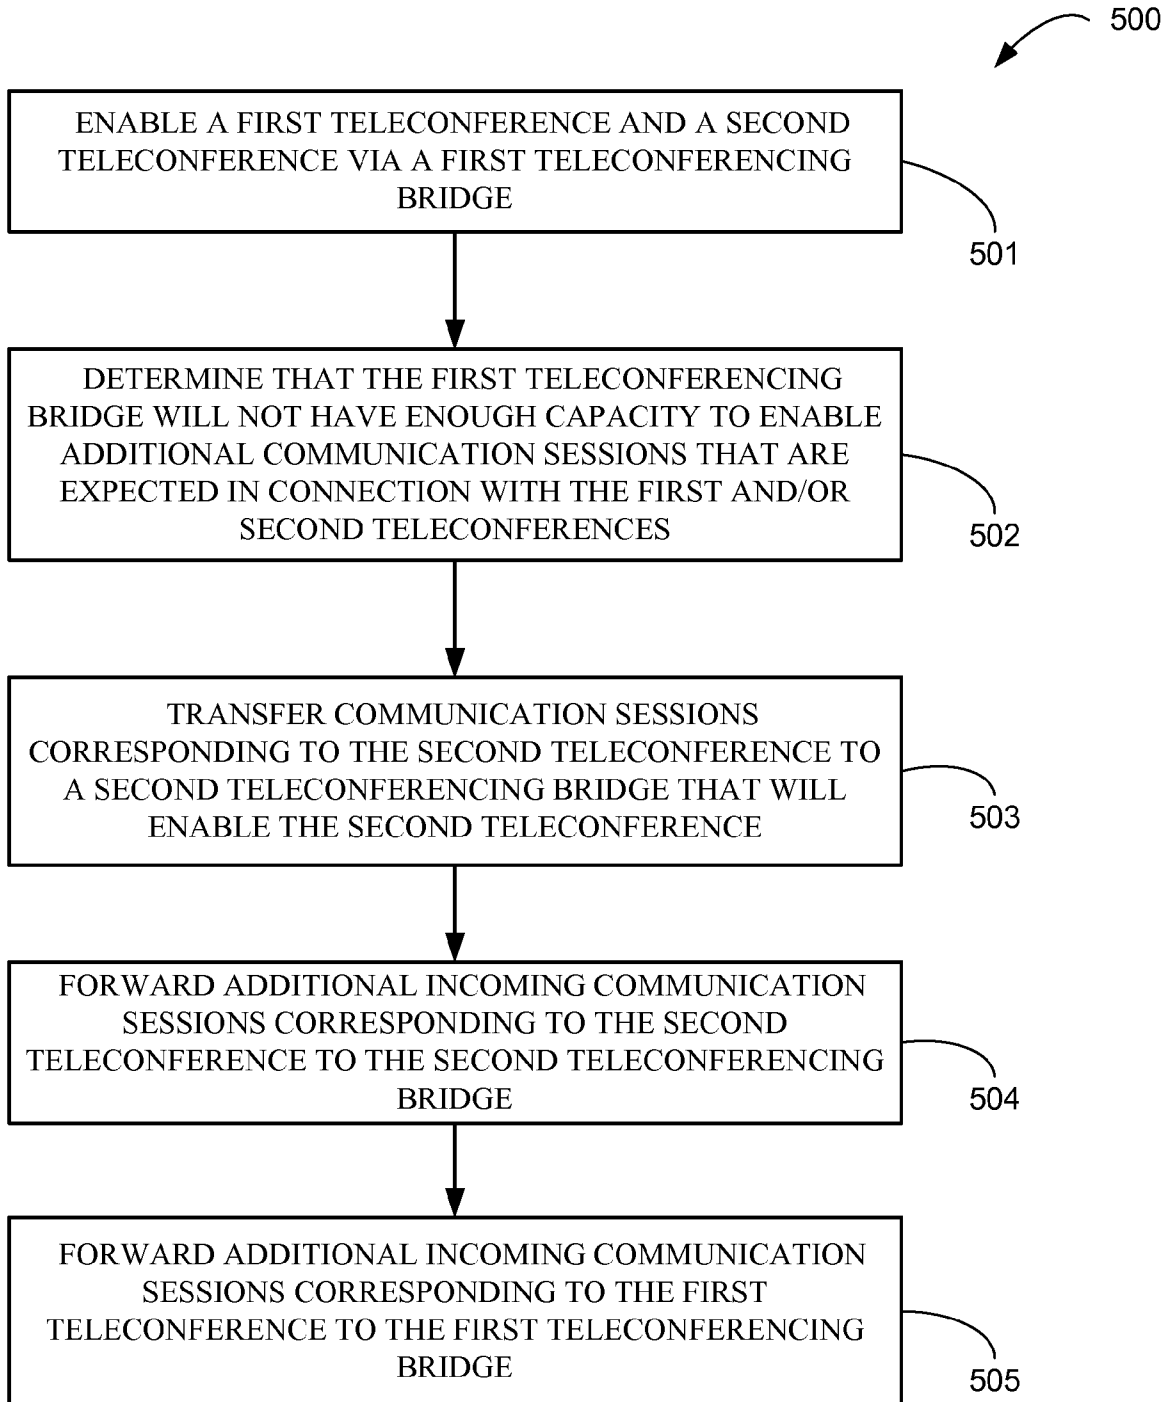 500
ENABLE A FIRST TELECONFERENCE AND A SECOND
TELECONFERENCE VIA A FIRST TELECONFERENCING
BRIDGE
501
DETERMINE THAT THE FIRST TELECONFERENCING
BRIDGE WILL NOT HAVE ENOUGH CAPACITY TO ENABLE
ADDITIONAL COMMUNICATION SESSIONS THAT ARE
EXPECTED IN CONNECTION WITH THE FIRST AND/OR
SECOND TELECONFERENCES
502
TRANSFER COMMUNICATION SESSIONS
CORRESPONDING TO THE SECOND TELECONFERENCE TO
A SECOND TELECONFERENCING BRIDGE THAT WILL
ENABLE THE SECOND TELECONFERENCE
503
FORWARD ADDITIONAL INCOMING COMMUNICATION
SESSIONS CORRESPONDING TO THE SECOND
TELECONFERENCE TO THE SECOND TELECONFERENCING
BRIDGE
504
FORWARD ADDITIONAL INCOMING COMMUNICATION
SESSIONS CORRESPONDING TO THE FIRST
TELECONFERENCE TO THE FIRST TELECONFERENCING
BRIDGE
505